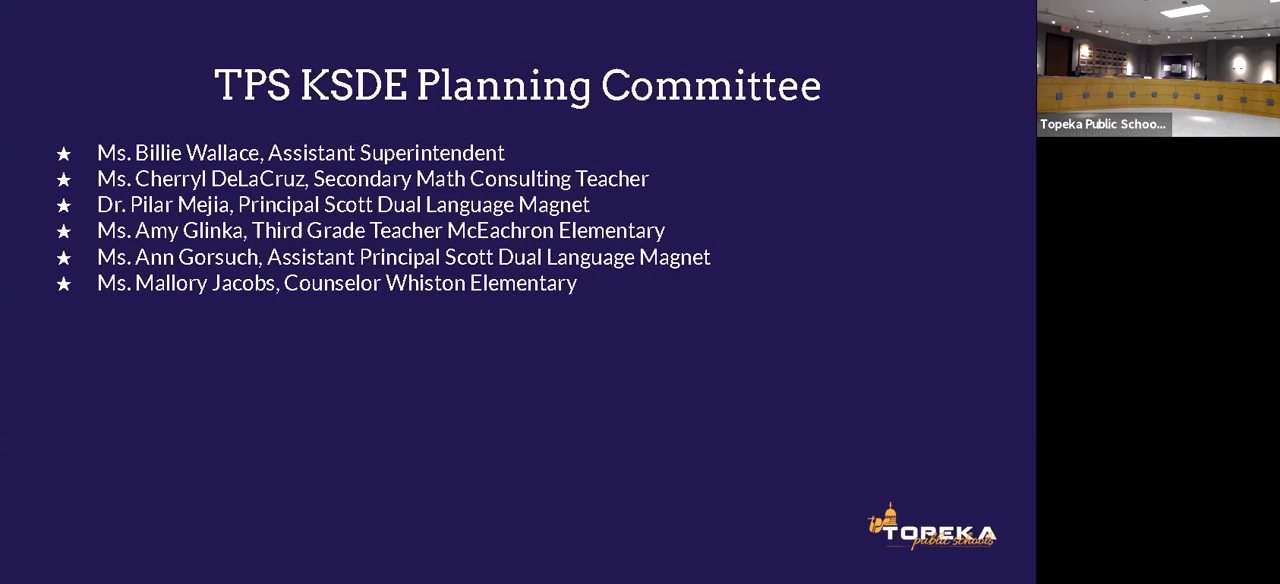 TPS KSDE Planning Committee
★ Ms. Billie Wallace, Assistant Superintendent
★ Ms. Cherryl DeLaCruz, Secondary Math Consulting Teacher
★ Dr. Pilar Mejia, Principal Scott Dual Language Magnet
★ Ms. Amy Glinka, Third Grade Teacher McEachron Elementary
★ Ms. Ann Gorsuch, Assistant Principal Scott Dual Language Magnet
★ Ms. Mallory Jacobs, Counselor Whiston Elementary
Topeka Public Schoo...
TOPEKA
public schools